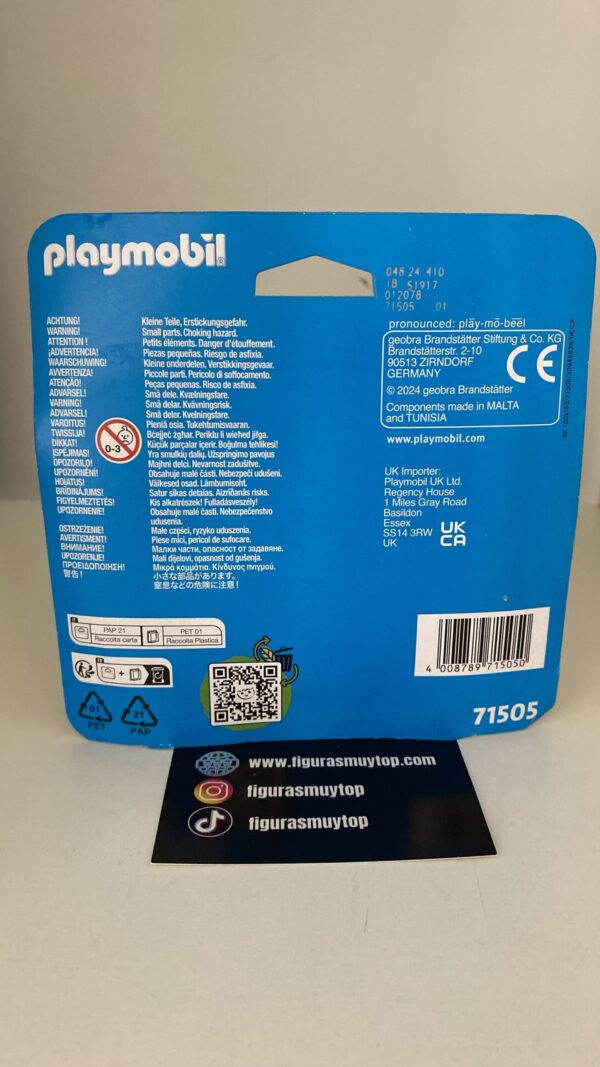 playmobil®
048 24 410
IB 51917
012078
71505 01
pronounced: plāy-mō-bēēl
geobra Brandstätter Stiftung & Co. KG
Brandstätterstr. 2-10
90513 ZIRNDORF
GERMANY
CE
© 2024 geobra Brandstätter
Components made in MALTA
and TUNISIA
www.playmobil.com
ACHTUNG! Kleine Teile, Erstickungsgefahr.
WARNING! Small parts. Choking hazard.
ATTENTION ! Petits éléments. Danger d'étouffement.
¡ADVERTENCIA! Piezas pequeñas. Riesgo de asfixia.
WAARSCHUWING! Kleine onderdelen, Verstikkingsgevaar.
AVVERTENZA! Piccole parti. Pericolo di soffocamento.
ATENÇÃO! Peças pequenas. Risco de asfixia.
ADVARSEL! Små dele. Kvælningsfare.
VARNING! Små delar. Kvävningsrisk.
ADVARSEL! Små deler. Kvelningsfare.
VAROITUS! Pieniä osia. Tukehtumisvaaran.
TWISSIJA! Bċejjeċ żgħar. Periklu li wieħed jifga.
DIKKAT! Küçük parçalar içerir. Boğulma tehlikesi!
ĮSPĖJIMAS! Yra smulkių dalių. Užspringimo pavojus
OPOZORILO! Majhni delci. Nevarnost zadušitve.
UPOZORNĚNÍ! Obsahuje malé části. Nebezpečí udušení.
HOIATUS! Väikesed osad. Lämbumisoht.
BRĪDINĀJUMS! Satur sīkas detaļas. Aizrīšanās risks.
FIGYELMEZTETÉS! Kis alkatrészek! Fulladásveszély!
UPOZORNENIE! Obsahuje malé časti. Nebezpečenstvo
udusenia.
OSTRZEŻENIE! Małe części, ryzyko uduszenia.
AVERTISMENT! Piese mici, pericol de sufocare.
ВНИМАНИЕ! Малки части, опасност от задавяне.
UPOZORENJE! Mali dijelovi, opasnost od gušenja.
ΠΡΟΕΙΔΟΠΟΙΗΣΗ! Μικρά κομμάτια. Κίνδυνος πνιγμού.
警告! 小さな部品があります。
窒息などの危険に注意!
0-3
UK Importer:
Playmobil UK Ltd.
Regency House
1 Miles Gray Road
Basildon
Essex
SS14 3RW
UK
UK
CA
PAP 21
Raccolta carta
PET 01
Raccolta Plastica
FR
+
01
PET
21
PAP
4 008789 715050
71505
www.figurasmuytop.com
figurasmuytop
figurasmuytop